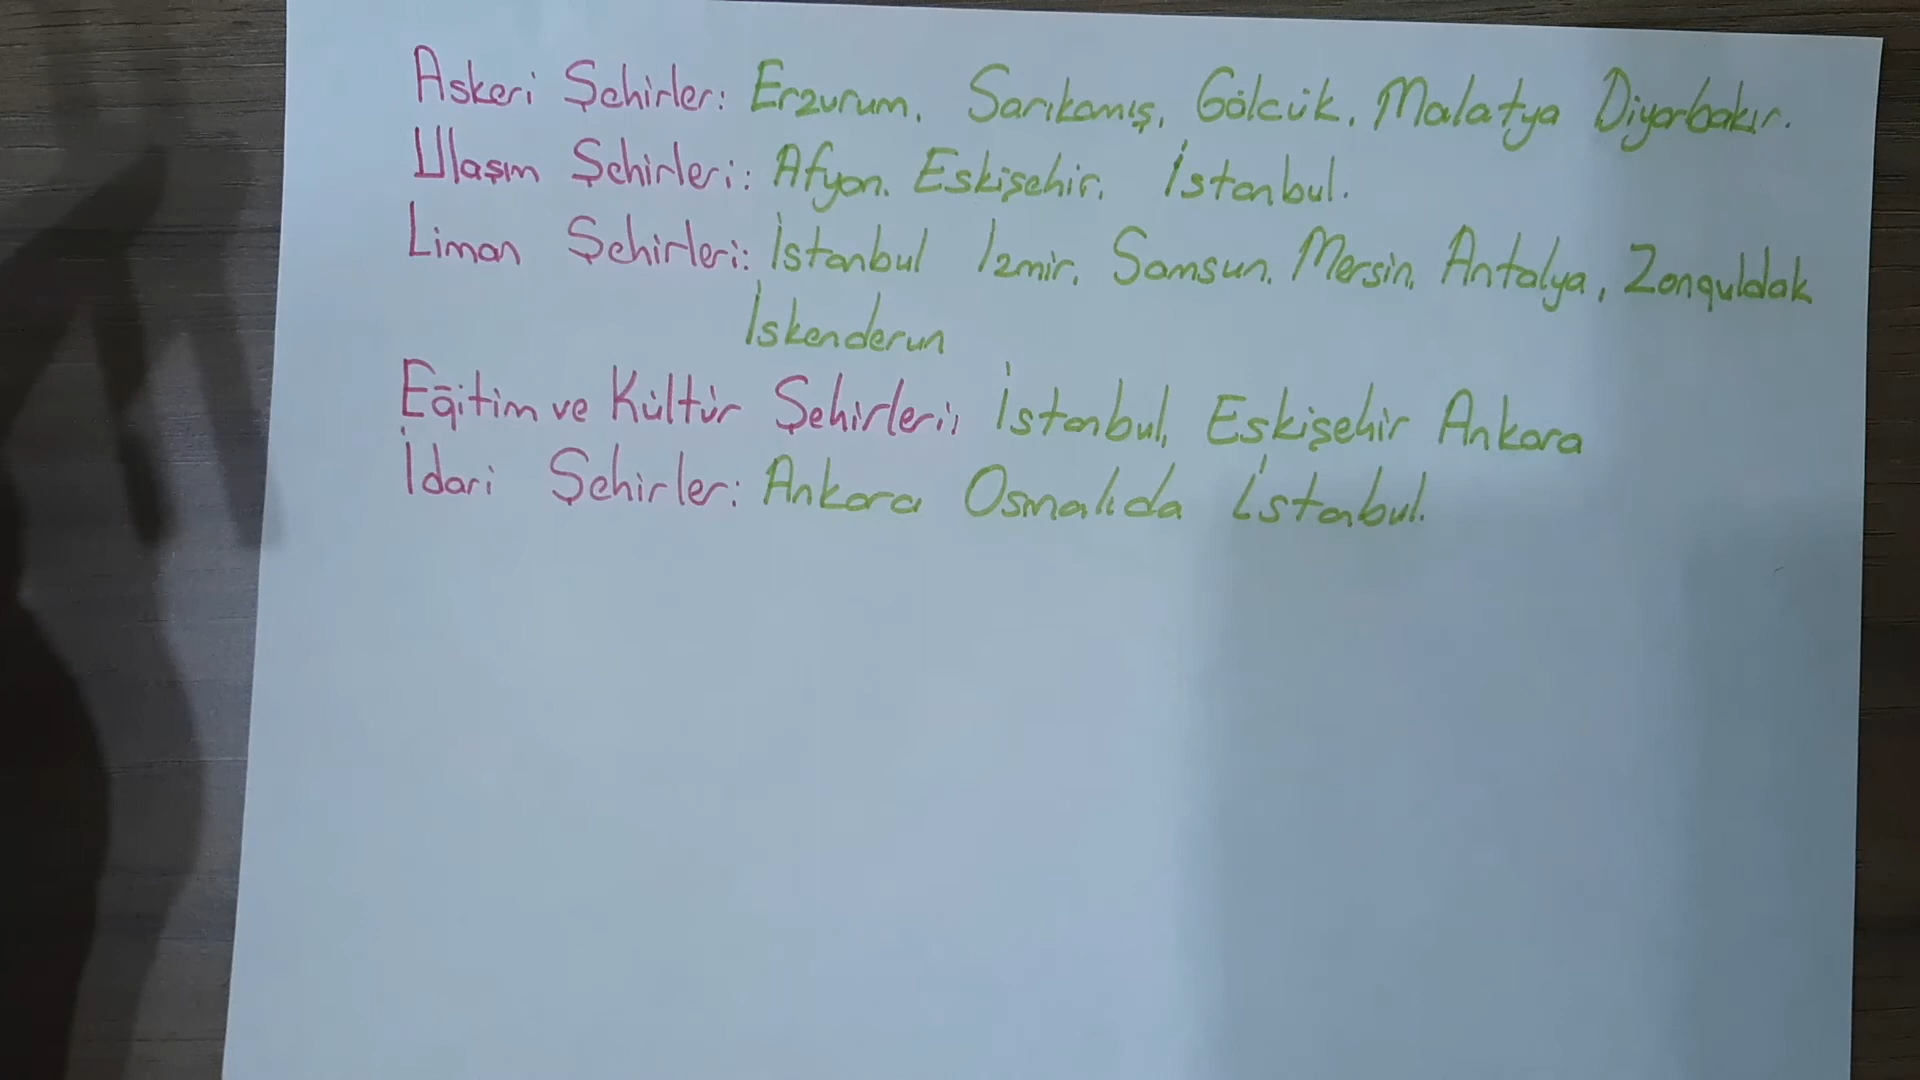 Askeri Şehirler: Erzurum, Sarıkamış, Gölcük, Malatya Diyarbakır.
Ulaşım Şehirleri: Afyon. Eskişehir. İstanbul.
Liman Şehirleri: İstanbul İzmir, Samsun, Mersin, Antalya, Zonguldak
İskenderun
Eğitim ve Kültür Şehirleri; İstanbul, Eskişehir Ankara
İdari Şehirler: Ankara Osmalıda İstanbul.